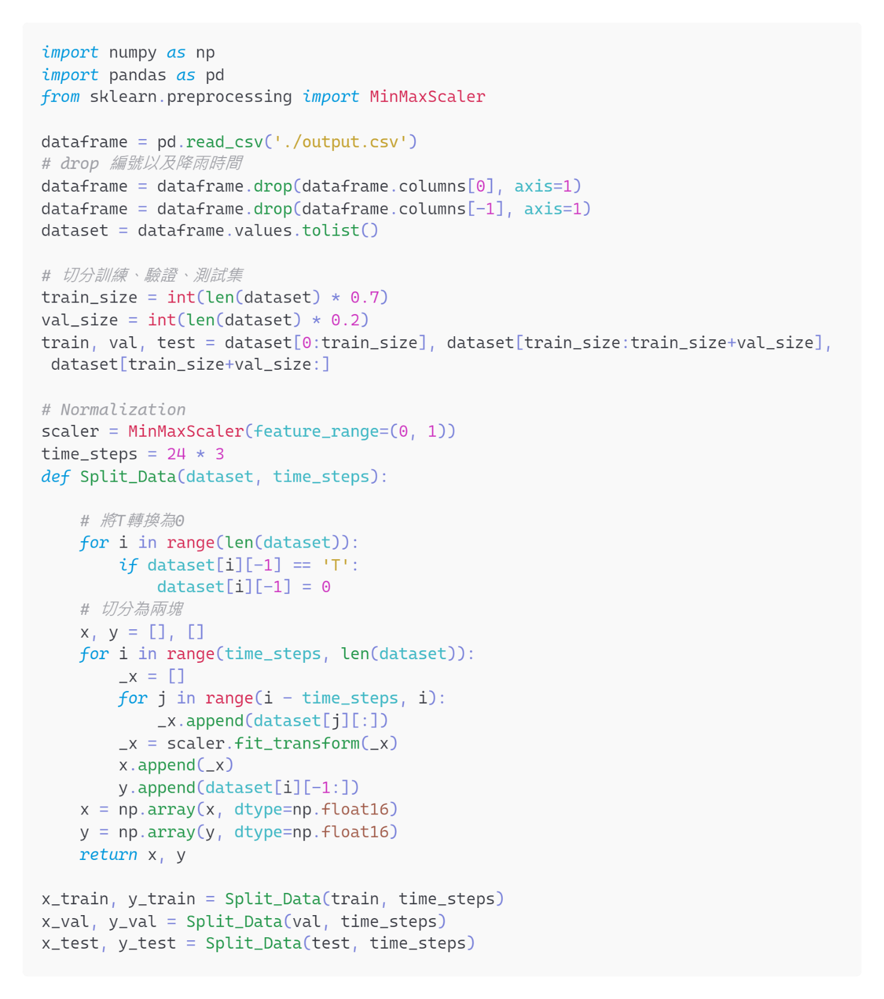 import numpy as np
import pandas as pd
from sklearn.preprocessing import MinMaxScaler

dataframe = pd.read_csv('./output.csv')
# drop 編號以及降雨時間
dataframe = dataframe.drop(dataframe.columns[0], axis=1)
dataframe = dataframe.drop(dataframe.columns[-1], axis=1)
dataset = dataframe.values.tolist()

# 切分訓練、驗證、測試集
train_size = int(len(dataset) * 0.7)
val_size = int(len(dataset) * 0.2)
train, val, test = dataset[0:train_size], dataset[train_size:train_size+val_size],
 dataset[train_size+val_size:]

# Normalization
scaler = MinMaxScaler(feature_range=(0, 1))
time_steps = 24 * 3
def Split_Data(dataset, time_steps):

    # 將T轉換為0
    for i in range(len(dataset)):
        if dataset[i][-1] == 'T':
            dataset[i][-1] = 0
    # 切分為兩塊
    x, y = [], []
    for i in range(time_steps, len(dataset)):
        _x = []
        for j in range(i - time_steps, i):
            _x.append(dataset[j][:])
        _x = scaler.fit_transform(_x)
        x.append(_x)
        y.append(dataset[i][-1:])
    x = np.array(x, dtype=np.float16)
    y = np.array(y, dtype=np.float16)
    return x, y

x_train, y_train = Split_Data(train, time_steps)
x_val, y_val = Split_Data(val, time_steps)
x_test, y_test = Split_Data(test, time_steps)